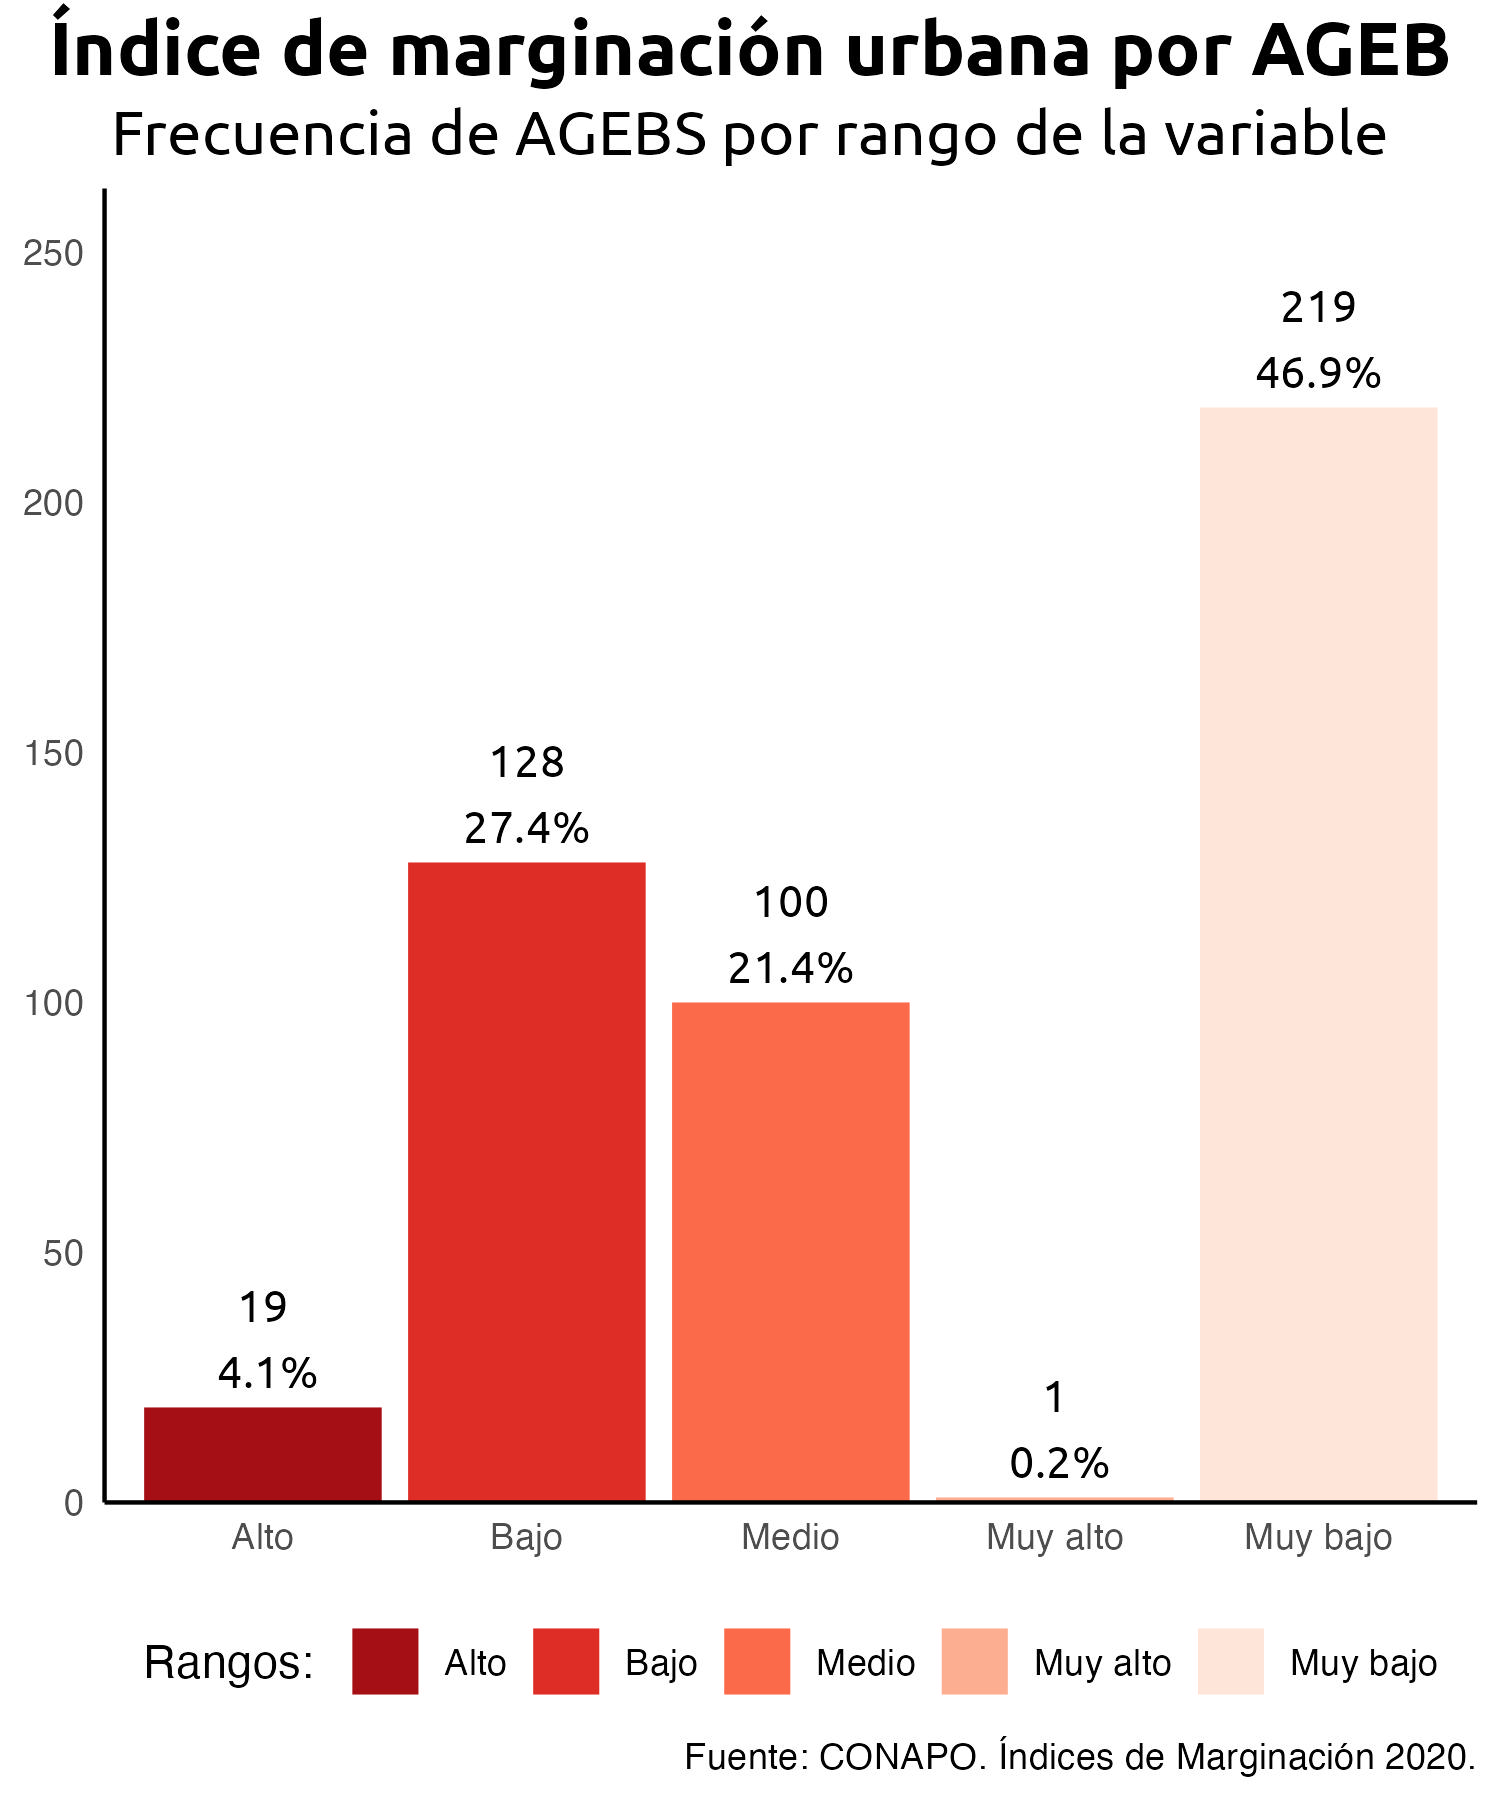 Índice de marginación urbana por AGEB
Frecuencia de AGEBS por rango de la variable
250
200
150
100
50
0
19
4.1%
128
27.4%
100
21.4%
1
0.2%
219
46.9%
Alto
Bajo
Medio
Muy alto
Muy bajo
Rangos: Alto Bajo Medio Muy alto Muy bajo
Fuente: CONAPO. Índices de Marginación 2020.